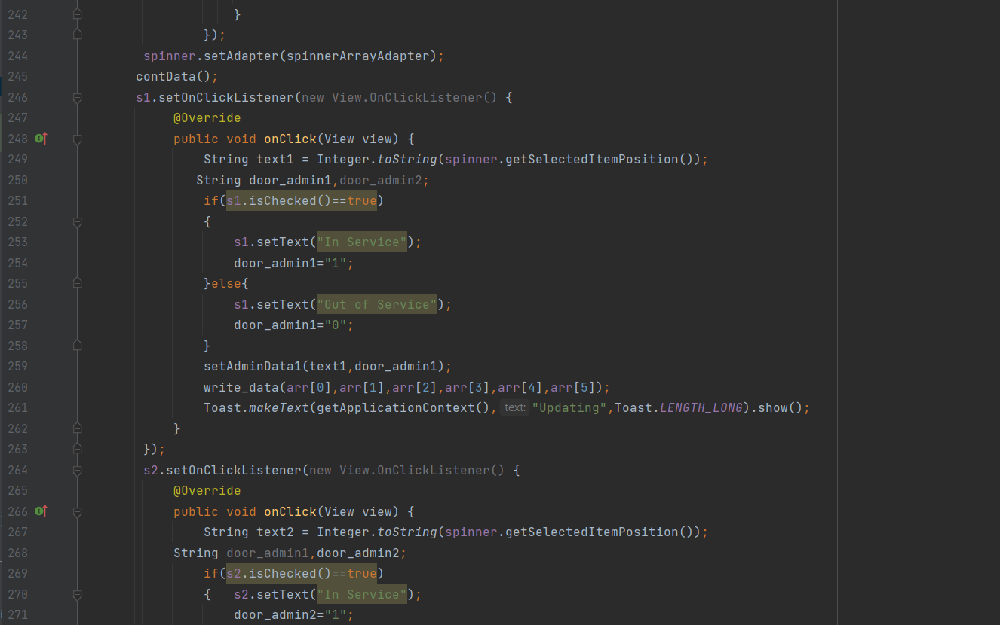 242 }
243 });
244 spinner.setAdapter(spinnerArrayAdapter);
245 contData();
246 s1.setOnClickListener(new View.OnClickListener() {
247 @Override
248 public void onClick(View view) {
249 String text1 = Integer.toString(spinner.getSelectedItemPosition());
250 String door_admin1,door_admin2;
251 if(s1.isChecked()==true)
252 {
253 s1.setText("In Service");
254 door_admin1="1";
255 }else{
256 s1.setText("Out of Service");
257 door_admin1="0";
258 }
259 setAdminData1(text1,door_admin1);
260 write_data(arr[0],arr[1],arr[2],arr[3],arr[4],arr[5]);
261 Toast.makeText(getApplicationContext(), text: "Updating",Toast.LENGTH_LONG).show();
262 }
263 });
264 s2.setOnClickListener(new View.OnClickListener() {
265 @Override
266 public void onClick(View view) {
267 String text2 = Integer.toString(spinner.getSelectedItemPosition());
268 String door_admin1,door_admin2;
269 if(s2.isChecked()==true)
270 { s2.setText("In Service");
271 door_admin2="1";